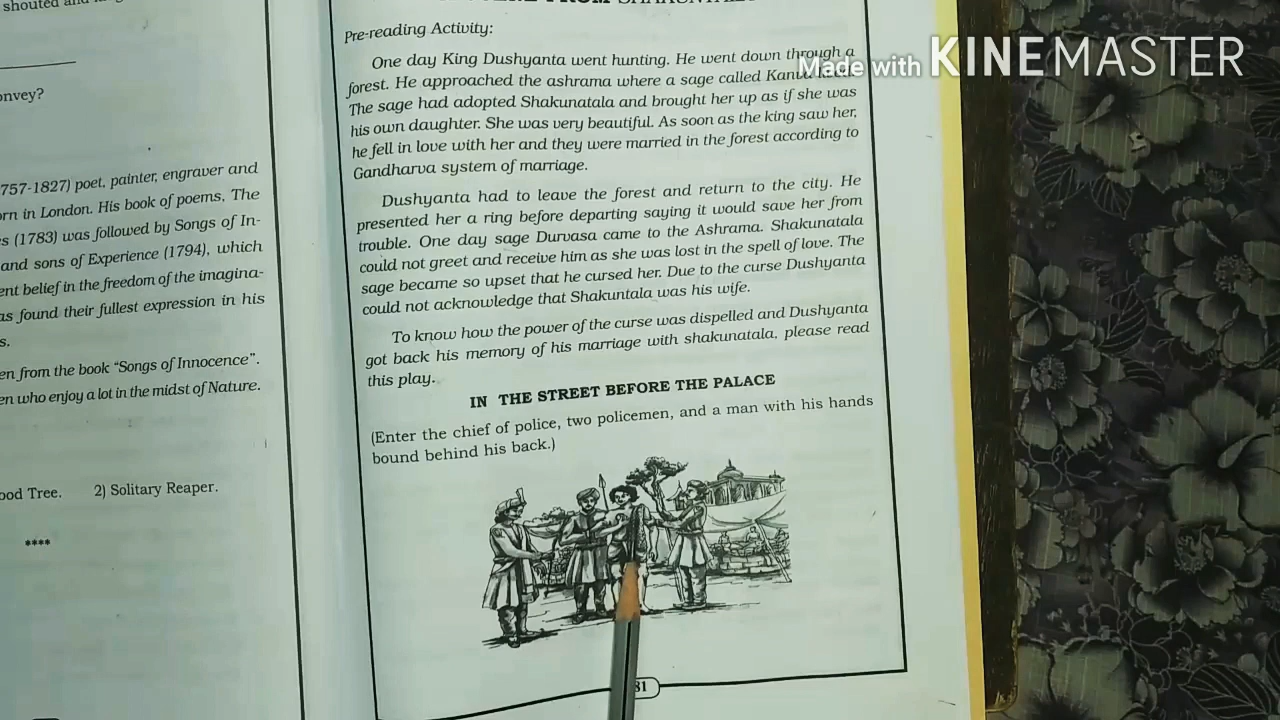 shouted and
onvey?
757-1827) poet, painter, engraver and
rn in London. His book of poems, The
s (1783) was followed by Songs of In-
and sons of Experience (1794), which
ent belief in the freedom of the imagina-
as found their fullest expression in his
s.
en from the book "Songs of Innocence".
en who enjoy a lot in the midst of Nature.
ood Tree. 2) Solitary Reaper.
****
FROM
Pre-reading Activity:
One day King Dushyanta went hunting. He went down through a
forest. He approached the ashrama where a sage called
The sage had adopted Shakunatala and brought her up as if she was
his own daughter. She was very beautiful. As soon as the king saw her,
he fell in love with her and they were married in the forest according to
Gandharva system of marriage.
Dushyanta had to leave the forest and return to the city. He
presented her a ring before departing saying it would save her from
trouble. One day sage Durvasa came to the Ashrama. Shakunatala
could not greet and receive him as she was lost in the spell of love. The
sage became so upset that he cursed her. Due to the curse Dushyanta
could not acknowledge that Shakuntala was his wife.
To know how the power of the curse was dispelled and Dushyanta
got back his memory of his marriage with shakunatala, please read
this play.
IN THE STREET BEFORE THE PALACE
(Enter the chief of police, two policemen, and a man with his hands
bound behind his back.)
31
Made with KINEMASTER